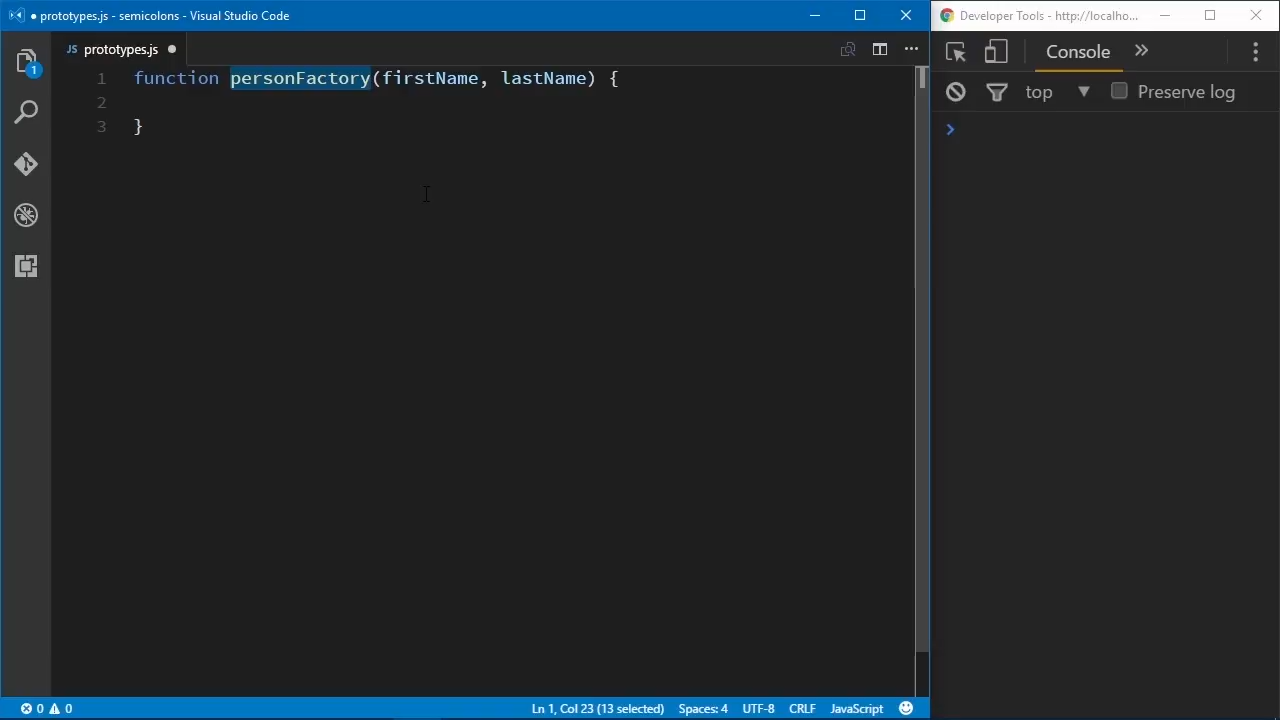 ● prototypes.js - semicolons - Visual Studio Code
Developer Tools - http://localho...
JS prototypes.js ●
Console »
1
top
Preserve log
1 function personFactory(firstName, lastName) {
2
3 }
0 0
Ln 1, Col 23 (13 selected)
Spaces: 4
UTF-8
CRLF
JavaScript